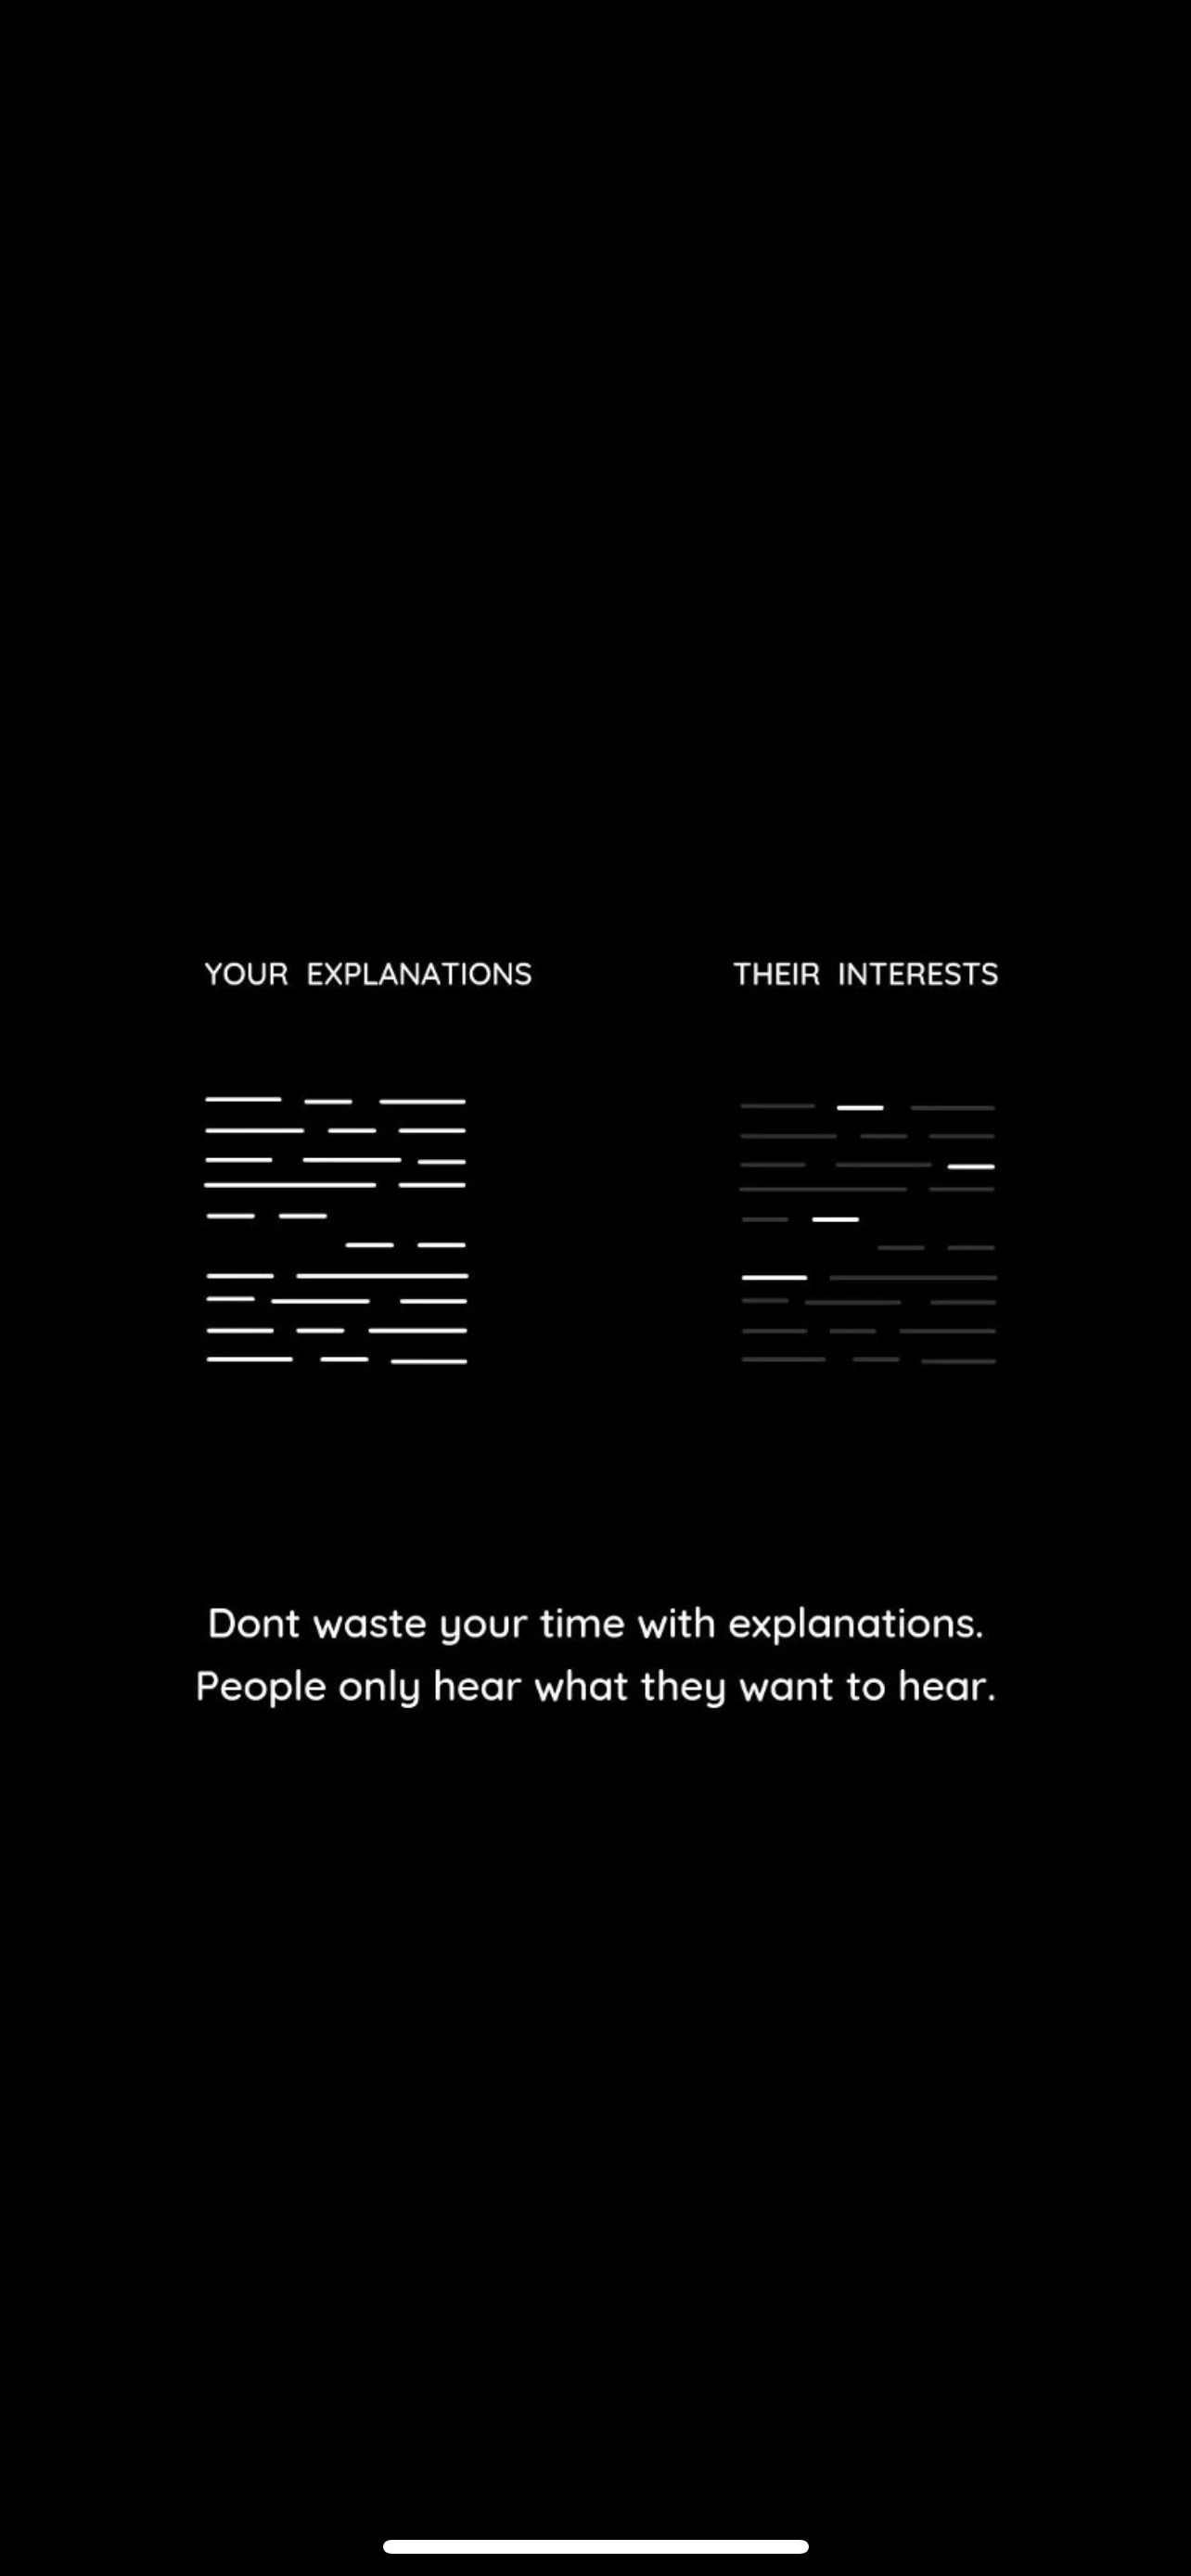 YOUR EXPLANATIONS
THEIR INTERESTS
Dont waste your time with explanations.
People only hear what they want to hear.